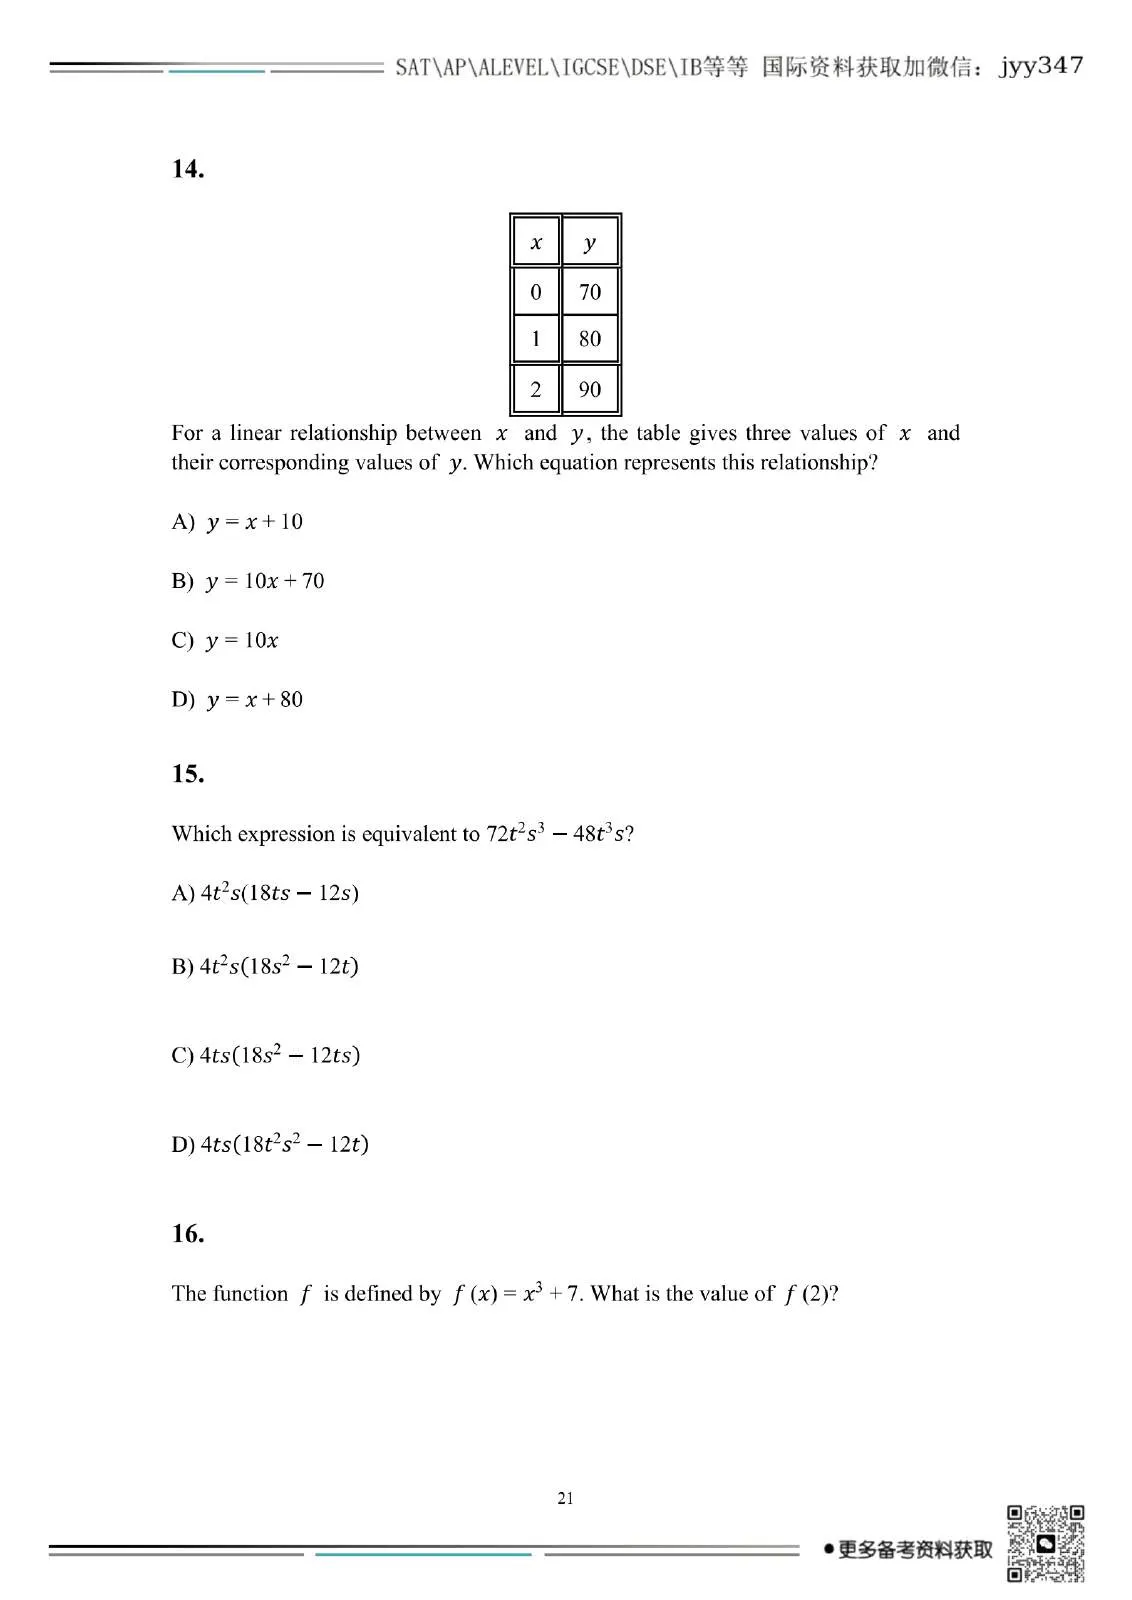 SAT\AP\ALEVEL\IGCSE\DSE\IB等等 国际资料获取加微信：jyy347
14.
x y
0 70
1 80
2 90
For a linear relationship between x and y, the table gives three values of x and
their corresponding values of y. Which equation represents this relationship?
A) y = x + 10
B) y = 10x + 70
C) y = 10x
D) y = x + 80
15.
Which expression is equivalent to 72t²s³ − 48t³s?
A) 4t²s(18ts − 12s)
B) 4t²s(18s² − 12t)
C) 4ts(18s² − 12ts)
D) 4ts(18t²s² − 12t)
16.
The function f is defined by f (x) = x³ + 7. What is the value of f (2)?
21
●更多备考资料获取